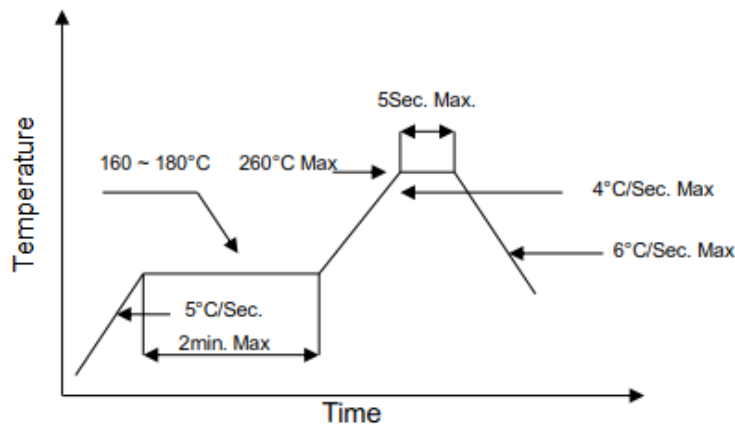 5Sec. Max.
160 ~ 180°C
260°C Max
4°C/Sec. Max
6°C/Sec. Max
5°C/Sec.
2min. Max
Temperature
Time